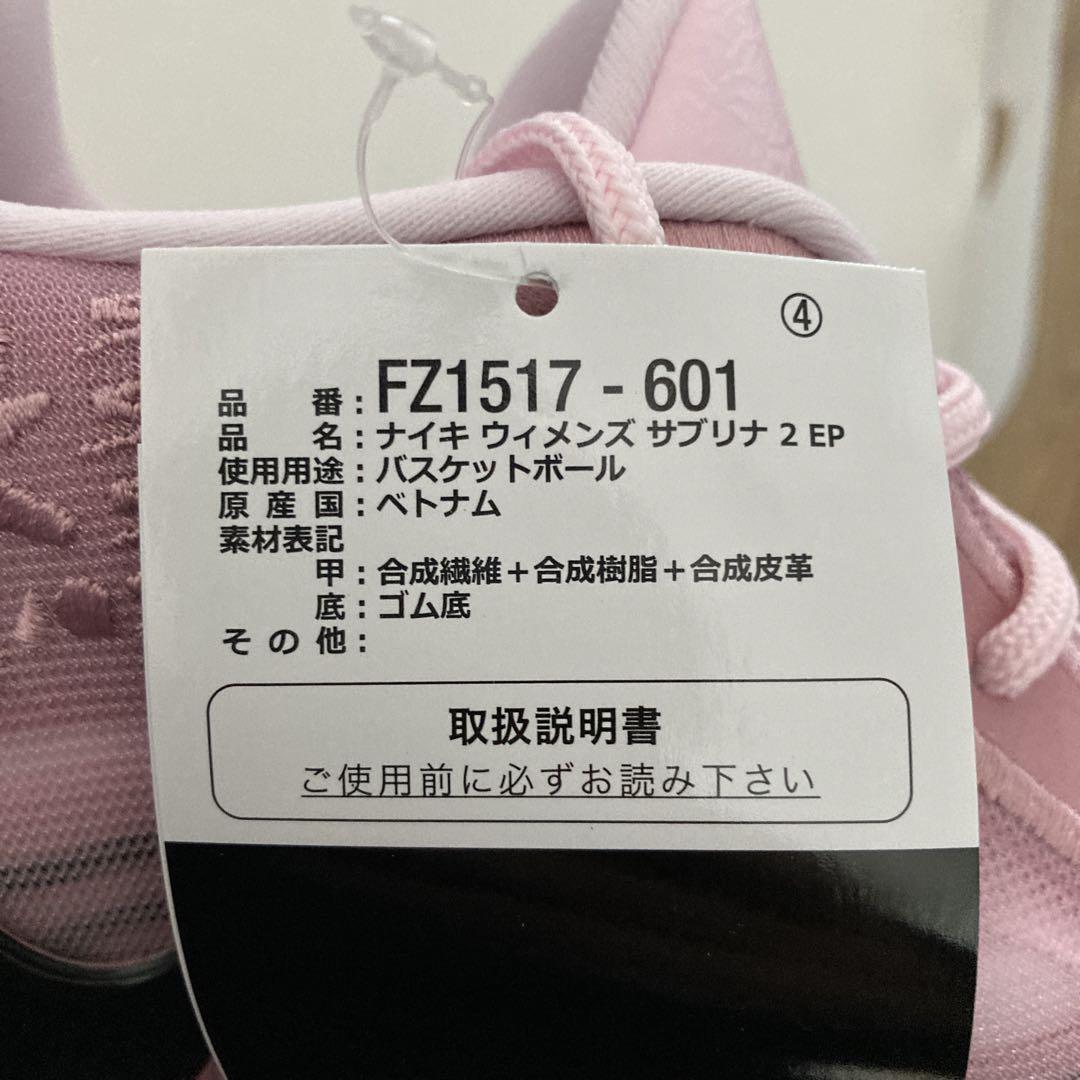 ④
品番：FZ1517 - 601
品名：ナイキ ウィメンズ サブリナ 2 EP
使用用途：バスケットボール
原産国：ベトナム
素材表記
甲：合成繊維＋合成樹脂＋合成皮革
底：ゴム底
その他：
取扱説明書
ご使用前に必ずお読み下さい